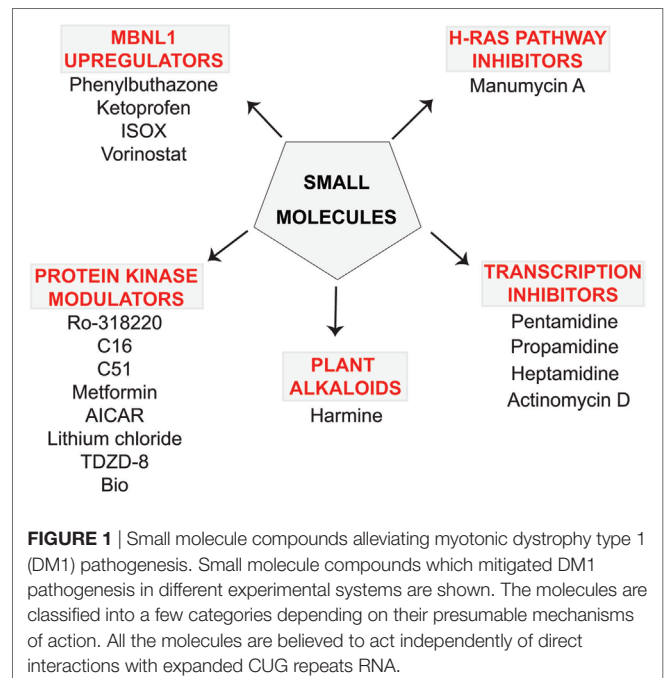 MBNL1
UPREGULATORS
Phenylbuthazone
Ketoprofen
ISOX
Vorinostat
H-RAS PATHWAY
INHIBITORS
Manumycin A
SMALL
MOLECULES
PROTEIN KINASE
MODULATORS
Ro-318220
C16
C51
Metformin
AICAR
Lithium chloride
TDZD-8
Bio
PLANT
ALKALOIDS
Harmine
TRANSCRIPTION
INHIBITORS
Pentamidine
Propamidine
Heptamidine
Actinomycin D
FIGURE 1 | Small molecule compounds alleviating myotonic dystrophy type 1
(DM1) pathogenesis. Small molecule compounds which mitigated DM1
pathogenesis in different experimental systems are shown. The molecules are
classified into a few categories depending on their presumable mechanisms
of action. All the molecules are believed to act independently of direct
interactions with expanded CUG repeats RNA.